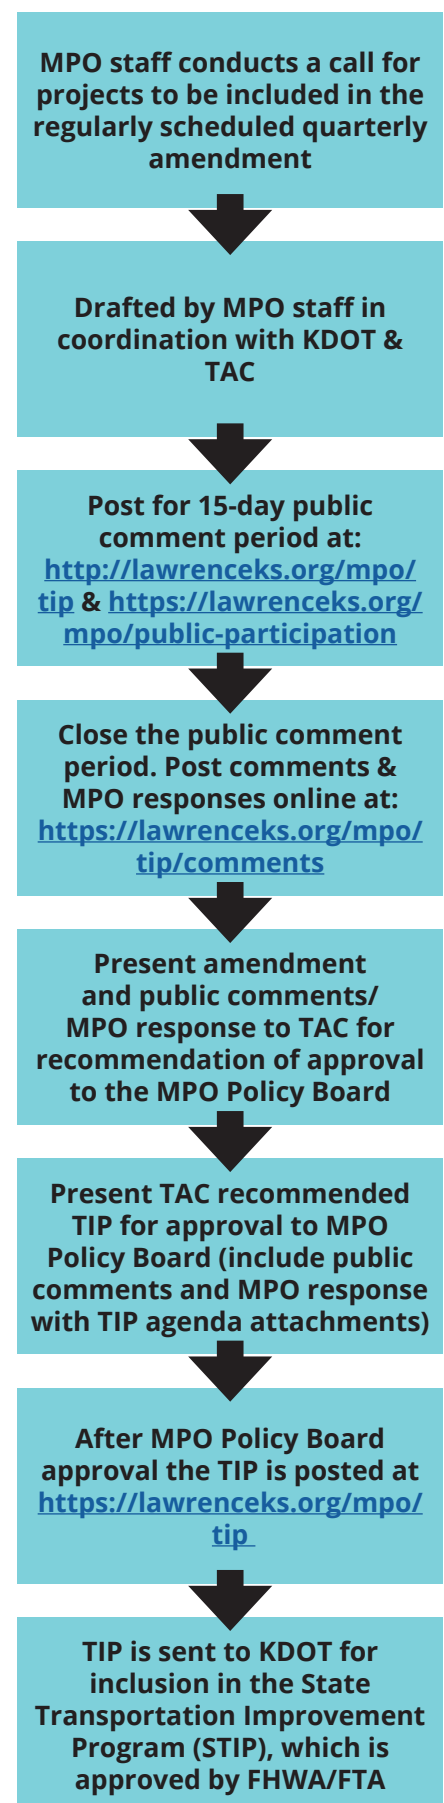 MPO staff conducts a call for
projects to be included in the
regularly scheduled quarterly
amendment
Drafted by MPO staff in
coordination with KDOT &
TAC
Post for 15-day public
comment period at:
http://lawrenceks.org/mpo/
tip & https://lawrenceks.org/
mpo/public-participation
Close the public comment
period. Post comments &
MPO responses online at:
https://lawrenceks.org/mpo/
tip/comments
Present amendment
and public comments/
MPO response to TAC for
recommendation of approval
to the MPO Policy Board
Present TAC recommended
TIP for approval to MPO
Policy Board (include public
comments and MPO response
with TIP agenda attachments)
After MPO Policy Board
approval the TIP is posted at
https://lawrenceks.org/mpo/
tip
TIP is sent to KDOT for
inclusion in the State
Transportation Improvement
Program (STIP), which is
approved by FHWA/FTA